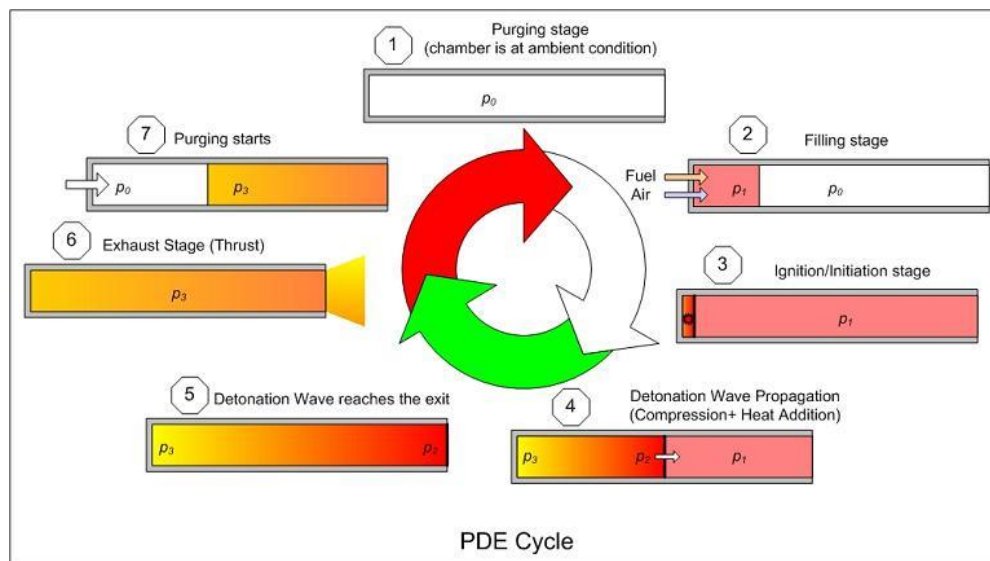 1
Purging stage
(chamber is at ambient condition)
p₀
7
Purging starts
p₀
p₃
2
Filling stage
Fuel
Air
p₁
p₀
6
Exhaust Stage (Thrust)
p₃
3
Ignition/Initiation stage
p₁
5
Detonation Wave reaches the exit
p₃
p₂
4
Detonation Wave Propagation
(Compression+ Heat Addition)
p₃
p₂
p₁
PDE Cycle